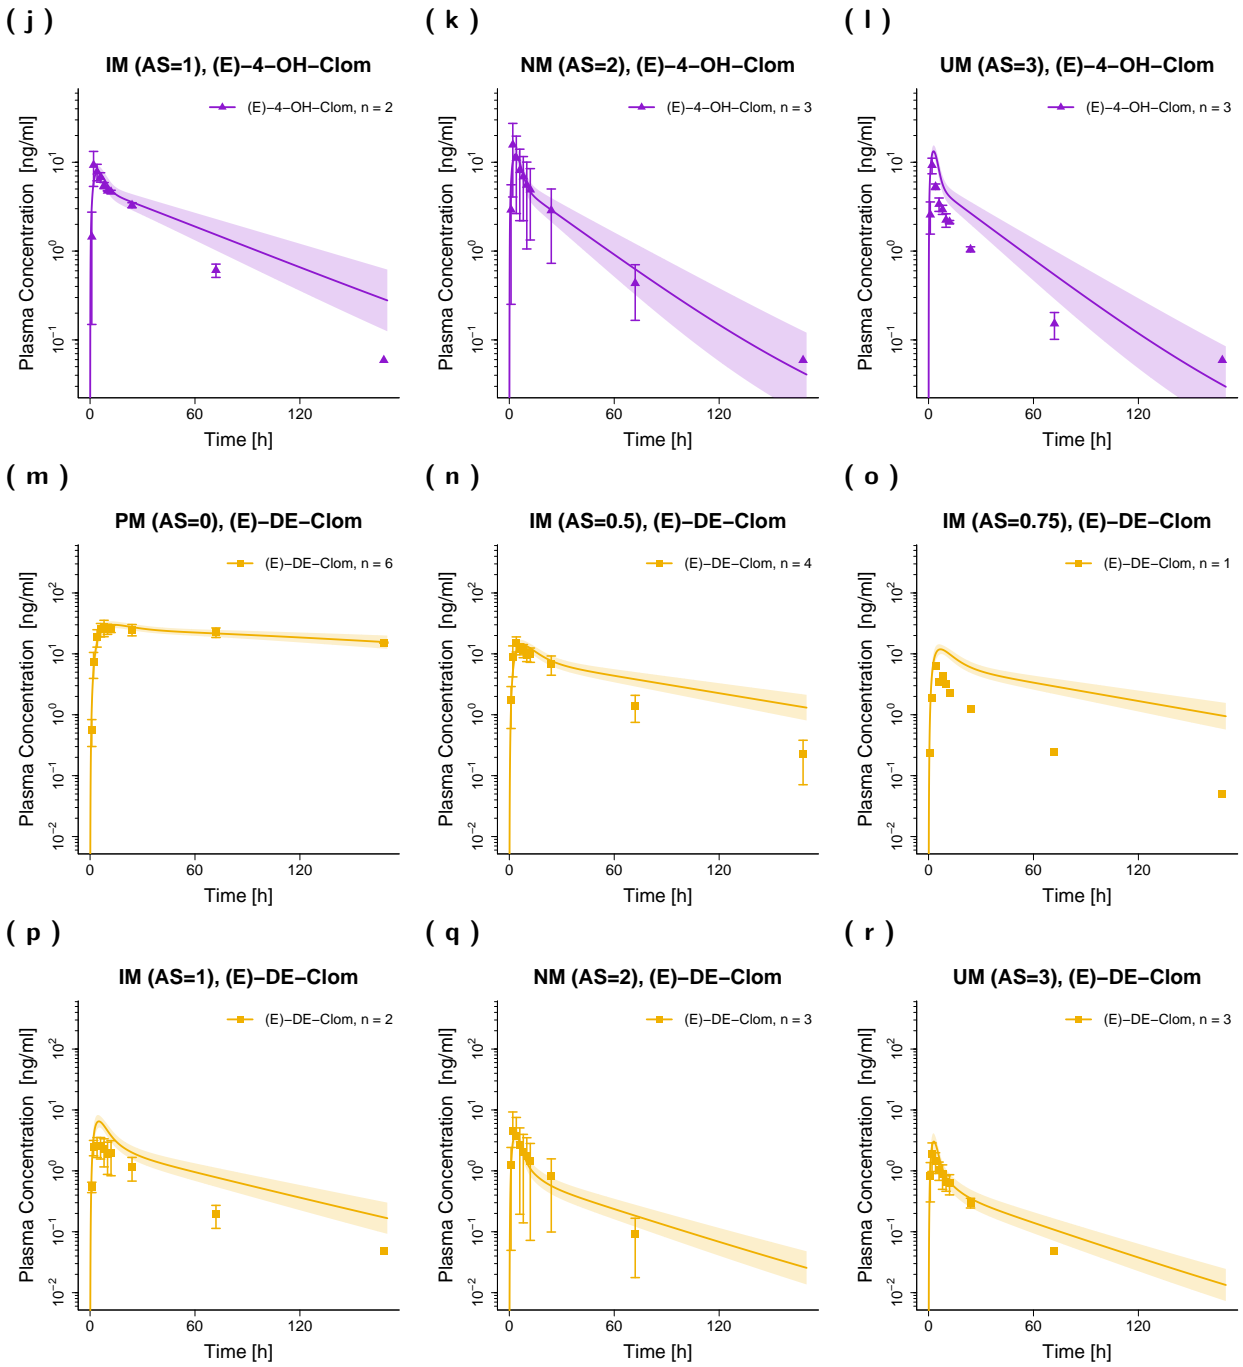 ( j )
( k )
( l )
IM (AS=1), (E)−4−OH−Clom
NM (AS=2), (E)−4−OH−Clom
UM (AS=3), (E)−4−OH−Clom
(E)−4−OH−Clom, n = 2
(E)−4−OH−Clom, n = 3
(E)−4−OH−Clom, n = 3
Plasma Concentration [ng/ml]
10^1
10^0
10^−1
0
60
120
Time [h]
Plasma Concentration [ng/ml]
10^1
10^0
10^−1
0
60
120
Time [h]
Plasma Concentration [ng/ml]
10^1
10^0
10^−1
0
60
120
Time [h]
( m )
( n )
( o )
PM (AS=0), (E)−DE−Clom
IM (AS=0.5), (E)−DE−Clom
IM (AS=0.75), (E)−DE−Clom
(E)−DE−Clom, n = 6
(E)−DE−Clom, n = 4
(E)−DE−Clom, n = 1
Plasma Concentration [ng/ml]
10^2
10^1
10^0
10^−1
10^−2
0
60
120
Time [h]
Plasma Concentration [ng/ml]
10^2
10^1
10^0
10^−1
10^−2
0
60
120
Time [h]
Plasma Concentration [ng/ml]
10^2
10^1
10^0
10^−1
10^−2
0
60
120
Time [h]
( p )
( q )
( r )
IM (AS=1), (E)−DE−Clom
NM (AS=2), (E)−DE−Clom
UM (AS=3), (E)−DE−Clom
(E)−DE−Clom, n = 2
(E)−DE−Clom, n = 3
(E)−DE−Clom, n = 3
Plasma Concentration [ng/ml]
10^2
10^1
10^0
10^−1
10^−2
0
60
120
Time [h]
Plasma Concentration [ng/ml]
10^2
10^1
10^0
10^−1
10^−2
0
60
120
Time [h]
Plasma Concentration [ng/ml]
10^2
10^1
10^0
10^−1
10^−2
0
60
120
Time [h]